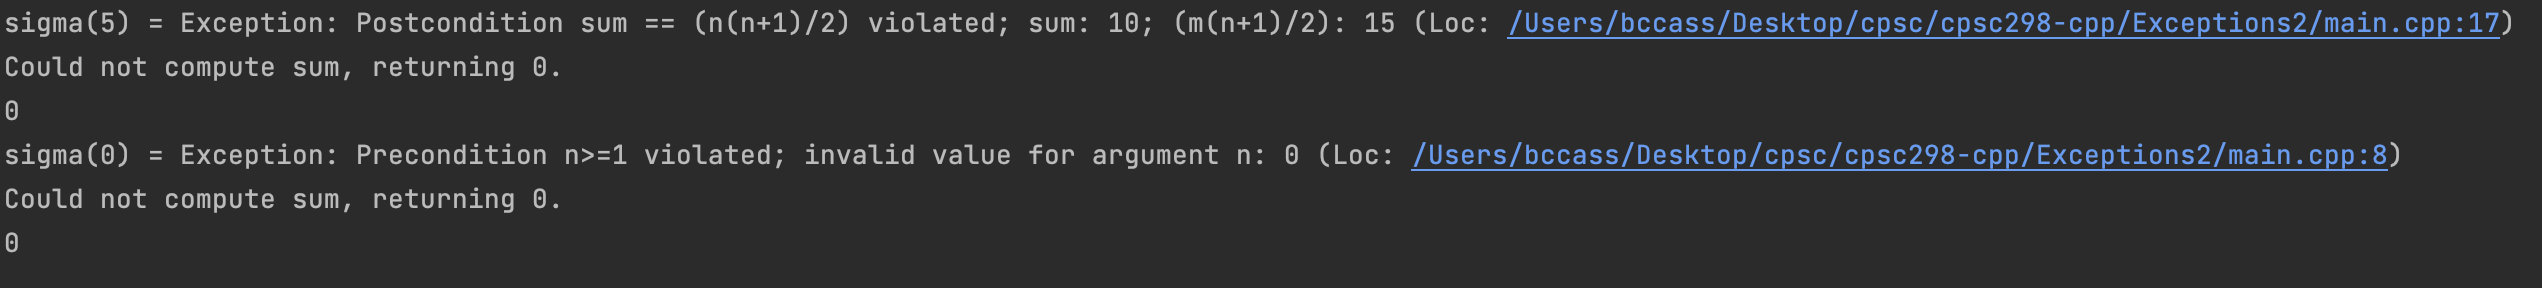 sigma(5) = Exception: Postcondition sum == (n(n+1)/2) violated; sum: 10; (m(n+1)/2): 15 (Loc: /Users/bccass/Desktop/cpsc/cpsc298-cpp/Exceptions2/main.cpp:17)
Could not compute sum, returning 0.
0
sigma(0) = Exception: Precondition n>=1 violated; invalid value for argument n: 0 (Loc: /Users/bccass/Desktop/cpsc/cpsc298-cpp/Exceptions2/main.cpp:8)
Could not compute sum, returning 0.
0